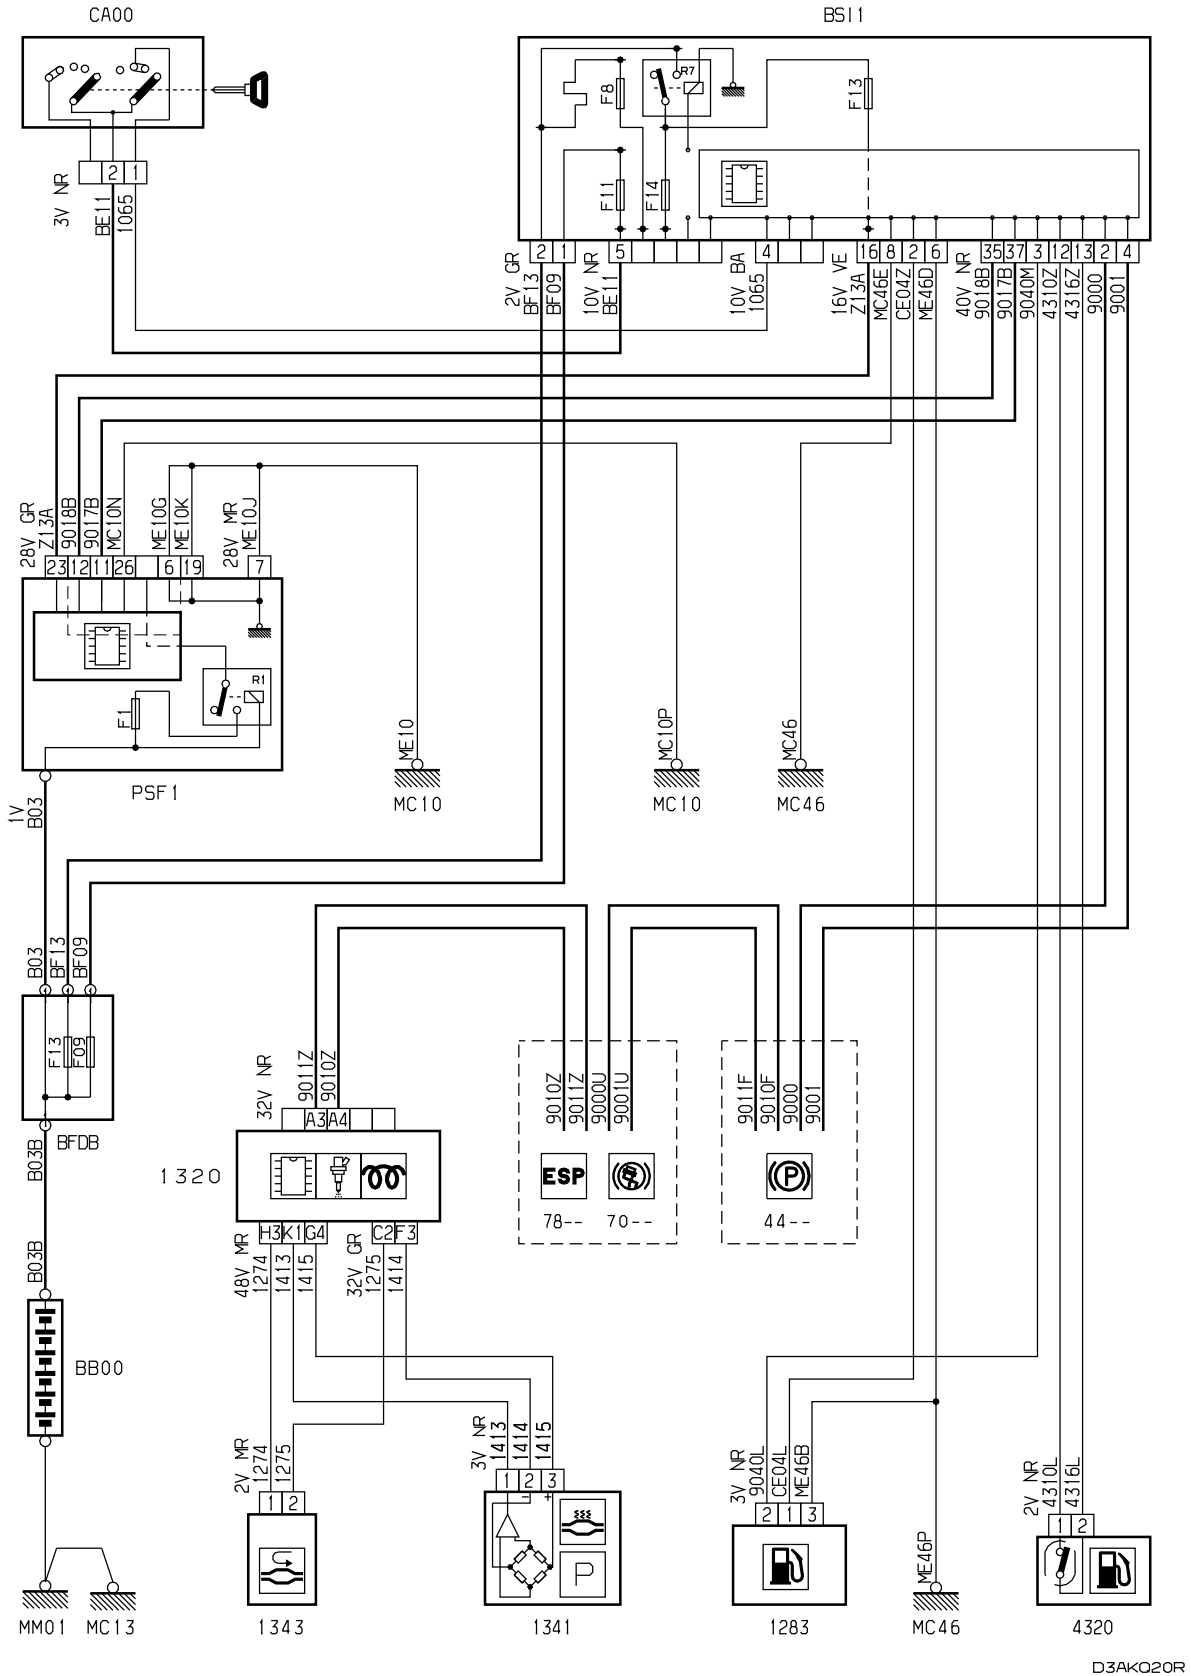 CA00
BSI1
R7
F8
F13
F11
F14
2 1
3V NR
BE11
1065
2 1 5 4 16 8 2 6 35 37 3 12 13 2 4
2V GR
BF13
BF09
10V NR
BE11
10V BA
1065
16V VE
Z13A
MC46E
CE04Z
ME46D
40V NR
9018B
9017B
9040M
4310Z
4316Z
9000
9001
28V GR
Z13A
9018B
9017B
MC10N
ME10G
ME10K
28V MR
ME10J
23 12 11 26 6 19 7
R1
F1
PSF1
ME10
MC10
MC10P
MC10
MC46
MC46
1V
B03
B03
BF13
BF09
F13
F09
BFDB
B03B
B03B
BB00
MM01
MC13
32V NR
9011Z
9010Z
A3 A4
1320
H3 K1 G4 C2 F3
48V MR
1274
1413
1415
32V GR
1275
1414
9010Z
9011Z
9000U
9001U
ESP
78-- 70--
9011F
9010F
9000
9001
P
44--
2V MR
1274
1275
1 2
1343
3V NR
1413
1414
1415
1 2 3
- +
P
1341
3V NR
9040L
CE04L
ME46B
2 1 3
1283
ME46P
MC46
2V NR
4310L
4316L
1 2
4320
D3AKQ20R